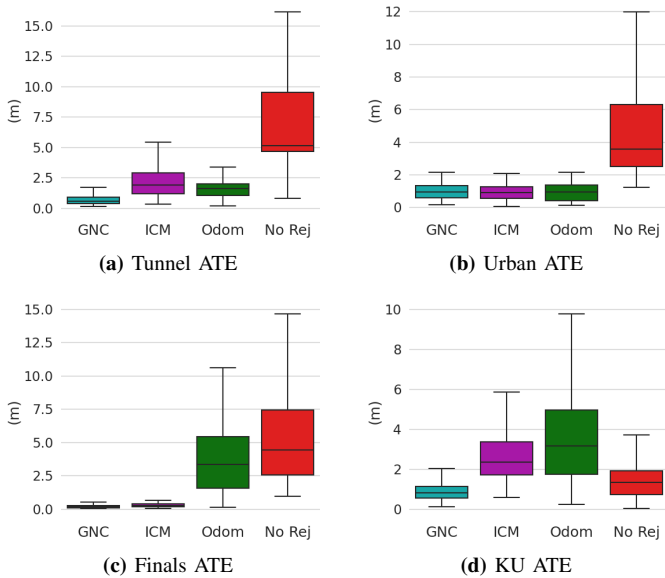 15.0
12.5
10.0
7.5
5.0
2.5
0.0
(m)
GNC ICM Odom No Rej
(a) Tunnel ATE
12
10
8
6
4
2
0
(m)
GNC ICM Odom No Rej
(b) Urban ATE
15.0
12.5
10.0
7.5
5.0
2.5
0.0
(m)
GNC ICM Odom No Rej
(c) Finals ATE
10
8
6
4
2
0
(m)
GNC ICM Odom No Rej
(d) KU ATE